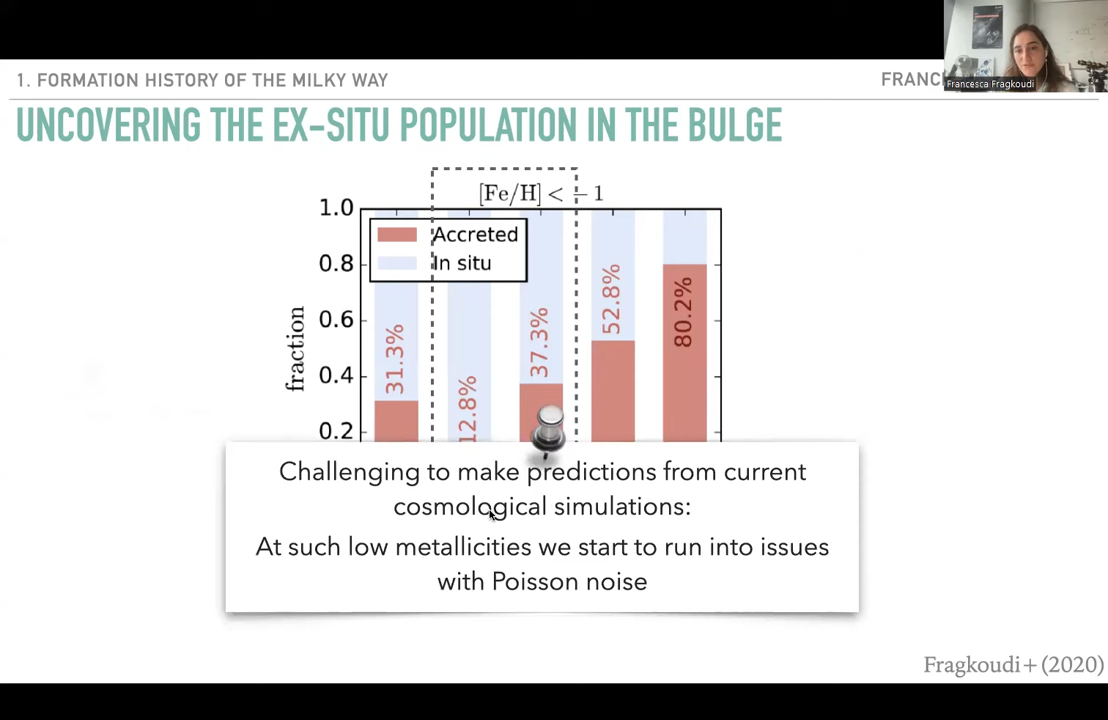 1. FORMATION HISTORY OF THE MILKY WAY
FRANC
Francesca Fragkoudi
UNCOVERING THE EX-SITU POPULATION IN THE BULGE
[Fe/H] < −1
1.0
0.8
0.6
0.4
0.2
fraction
Accreted
In situ
31.3%
12.8%
37.3%
52.8%
80.2%
Challenging to make predictions from current
cosmological simulations:
At such low metallicities we start to run into issues
with Poisson noise
Fragkoudi+(2020)